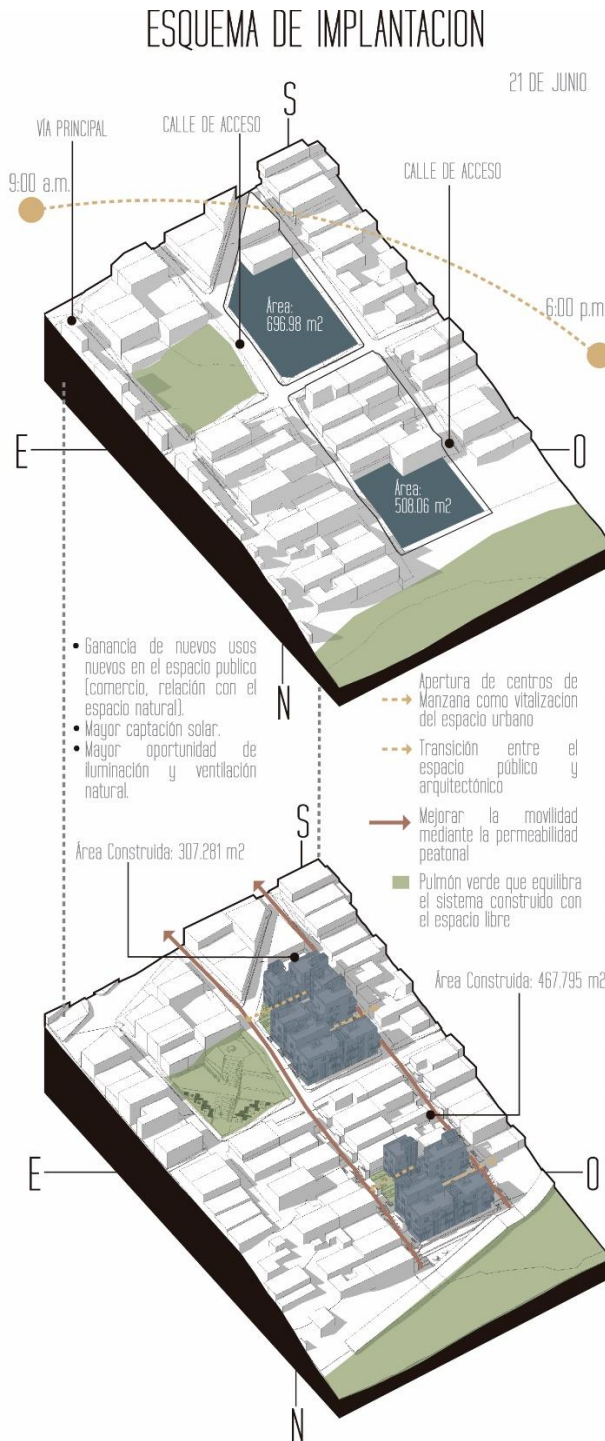 ESQUEMA DE IMPLANTACION
21 DE JUNIO
S
VÍA PRINCIPAL
CALLE DE ACCESO
CALLE DE ACCESO
9:00 a.m.
6:00 p.m
Área:
696.98 m2
E
O
Área:
508.06 m2
N
• Ganancia de nuevos usos
nuevos en el espacio publico
(comercio, relación con el
espacio natural).
• Mayor captación solar.
• Mayor oportunidad de
iluminación y ventilación
natural.
Apertura de centros de
Manzana como vitalizacion
del espacio urbano
Transición entre el
espacio público y
arquitectónico
Mejorar la movilidad
mediante la permeabilidad
peatonal
Pulmón verde que equilibra
el sistema construido con
el espacio libre
S
Área Construida: 307.281 m2
Área Construida: 467.795 m2
E
O
N